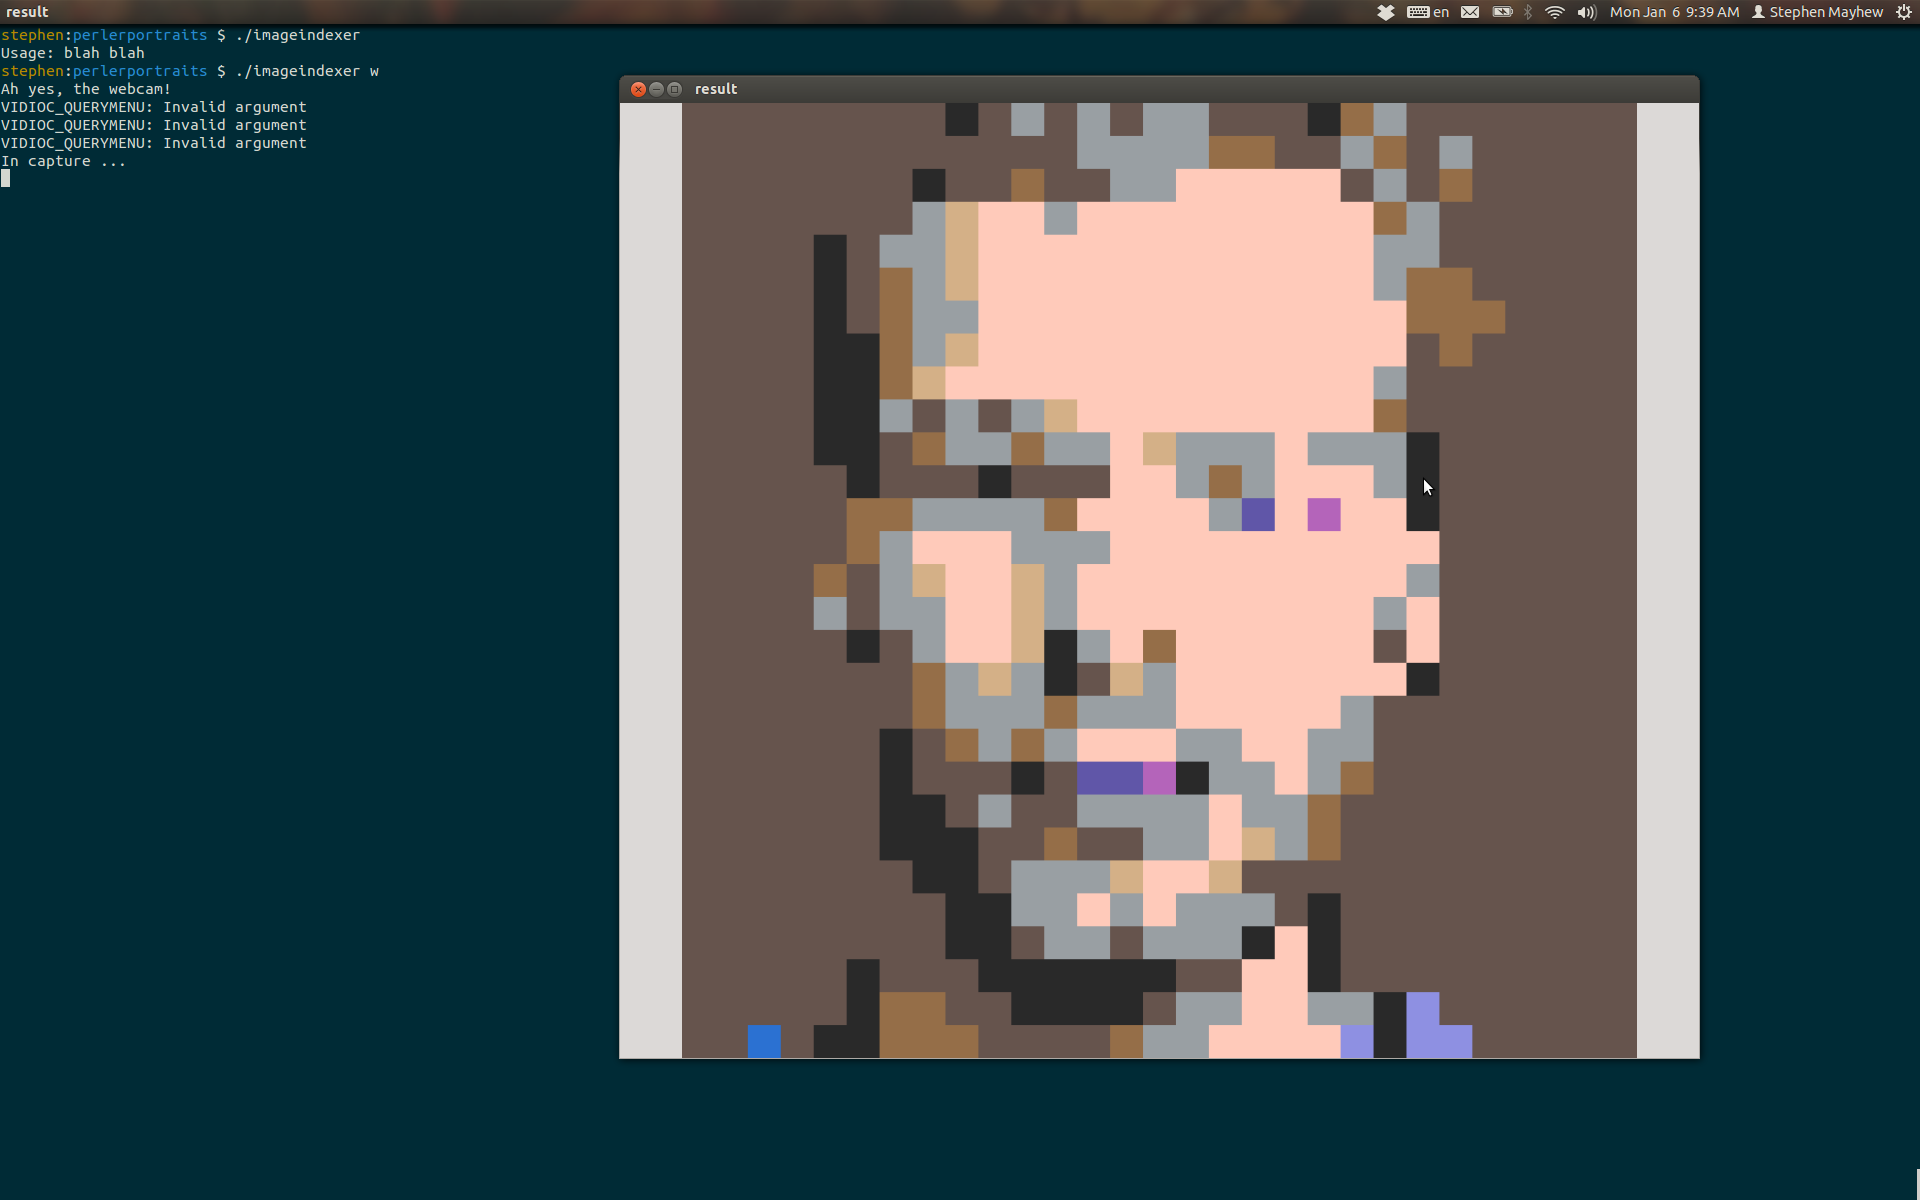 result
en
Mon Jan 6 9:39 AM
Stephen Mayhew
stephen:perlerportraits $ ./imageindexer
Usage: blah blah
stephen:perlerportraits $ ./imageindexer w
Ah yes, the webcam!
VIDIOC_QUERYMENU: Invalid argument
VIDIOC_QUERYMENU: Invalid argument
VIDIOC_QUERYMENU: Invalid argument
In capture ...
result